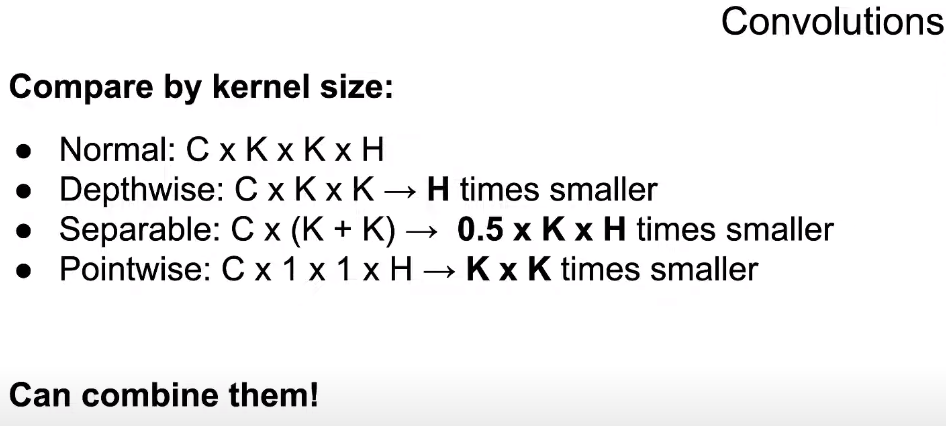 Convolutions
Compare by kernel size:
● Normal: C x K x K x H
● Depthwise: C x K x K → H times smaller
● Separable: C x (K + K) → 0.5 x K x H times smaller
● Pointwise: C x 1 x 1 x H → K x K times smaller
Can combine them!